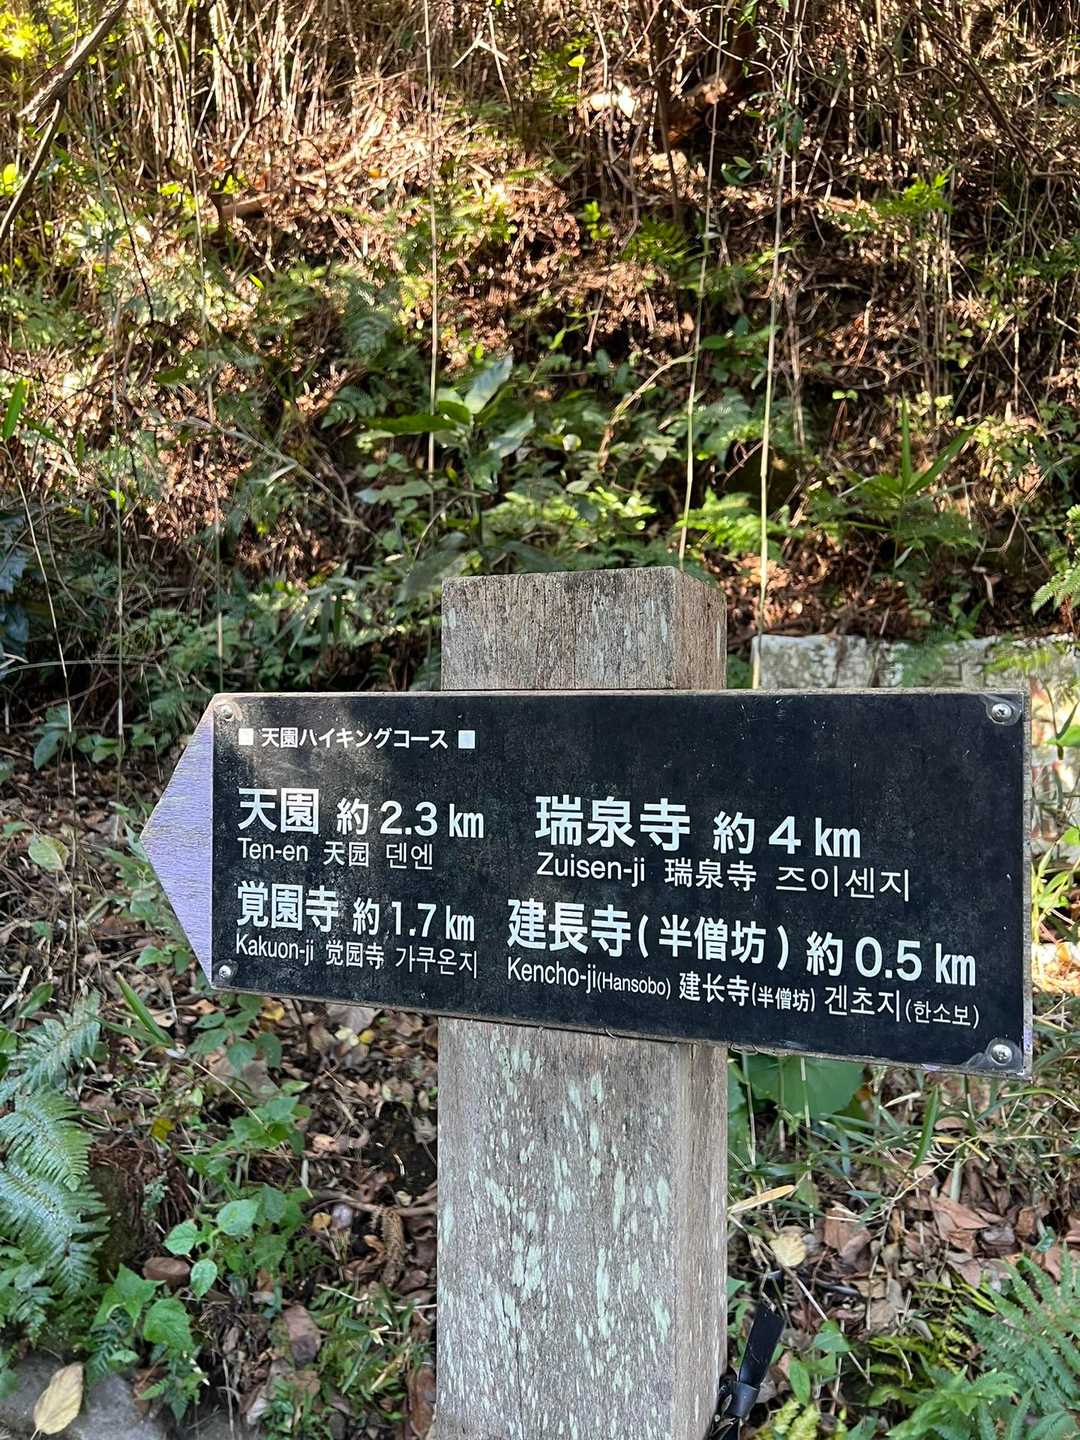 ■ 天園ハイキングコース ■
天園 約 2.3 km
Ten-en 天园 덴엔
覚園寺 約 1.7 km
Kakuon-ji 覚园寺 가쿠온지
瑞泉寺 約 4 km
Zuisen-ji 瑞泉寺 즈이센지
建長寺(半僧坊) 約 0.5 km
Kencho-ji(Hansobo) 建长寺(半僧坊) 겐초지(한소보)